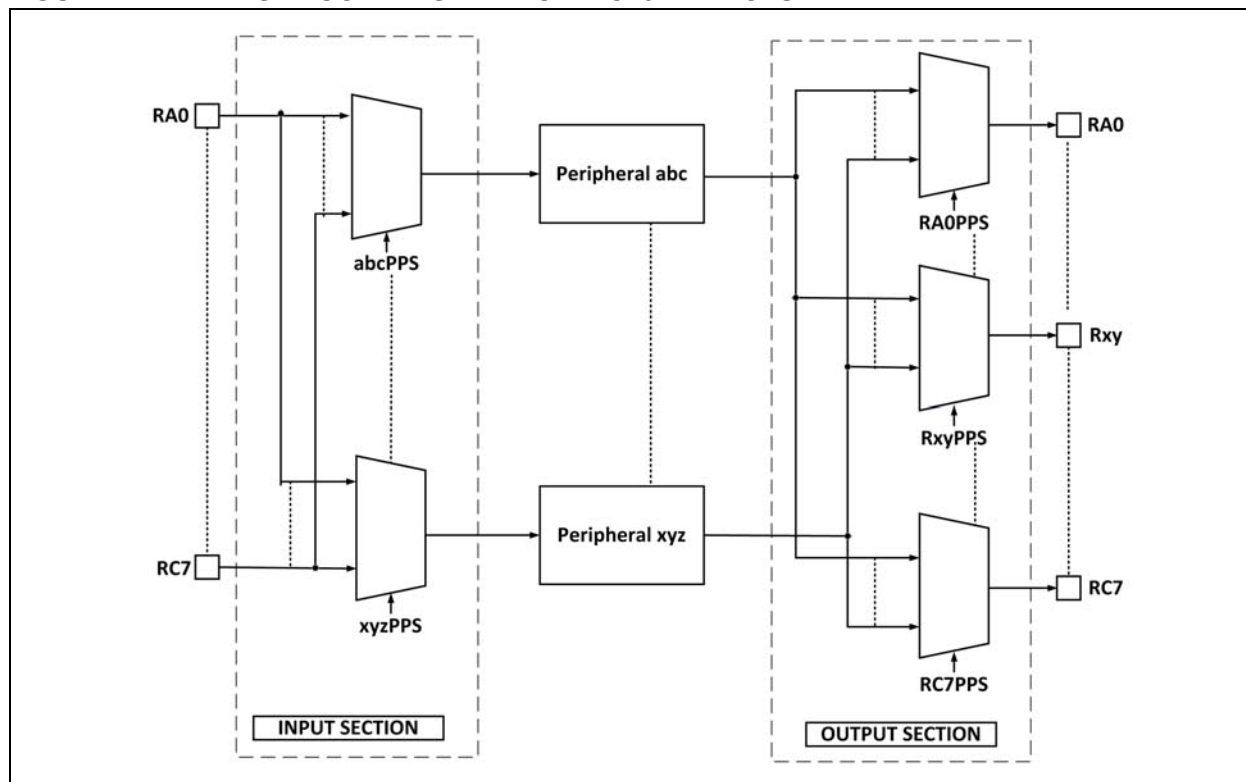 RA0
RA0
Peripheral abc
RA0PPS
abcPPS
Rxy
RxyPPS
Peripheral xyz
RC7
RC7
xyzPPS
RC7PPS
INPUT SECTION
OUTPUT SECTION